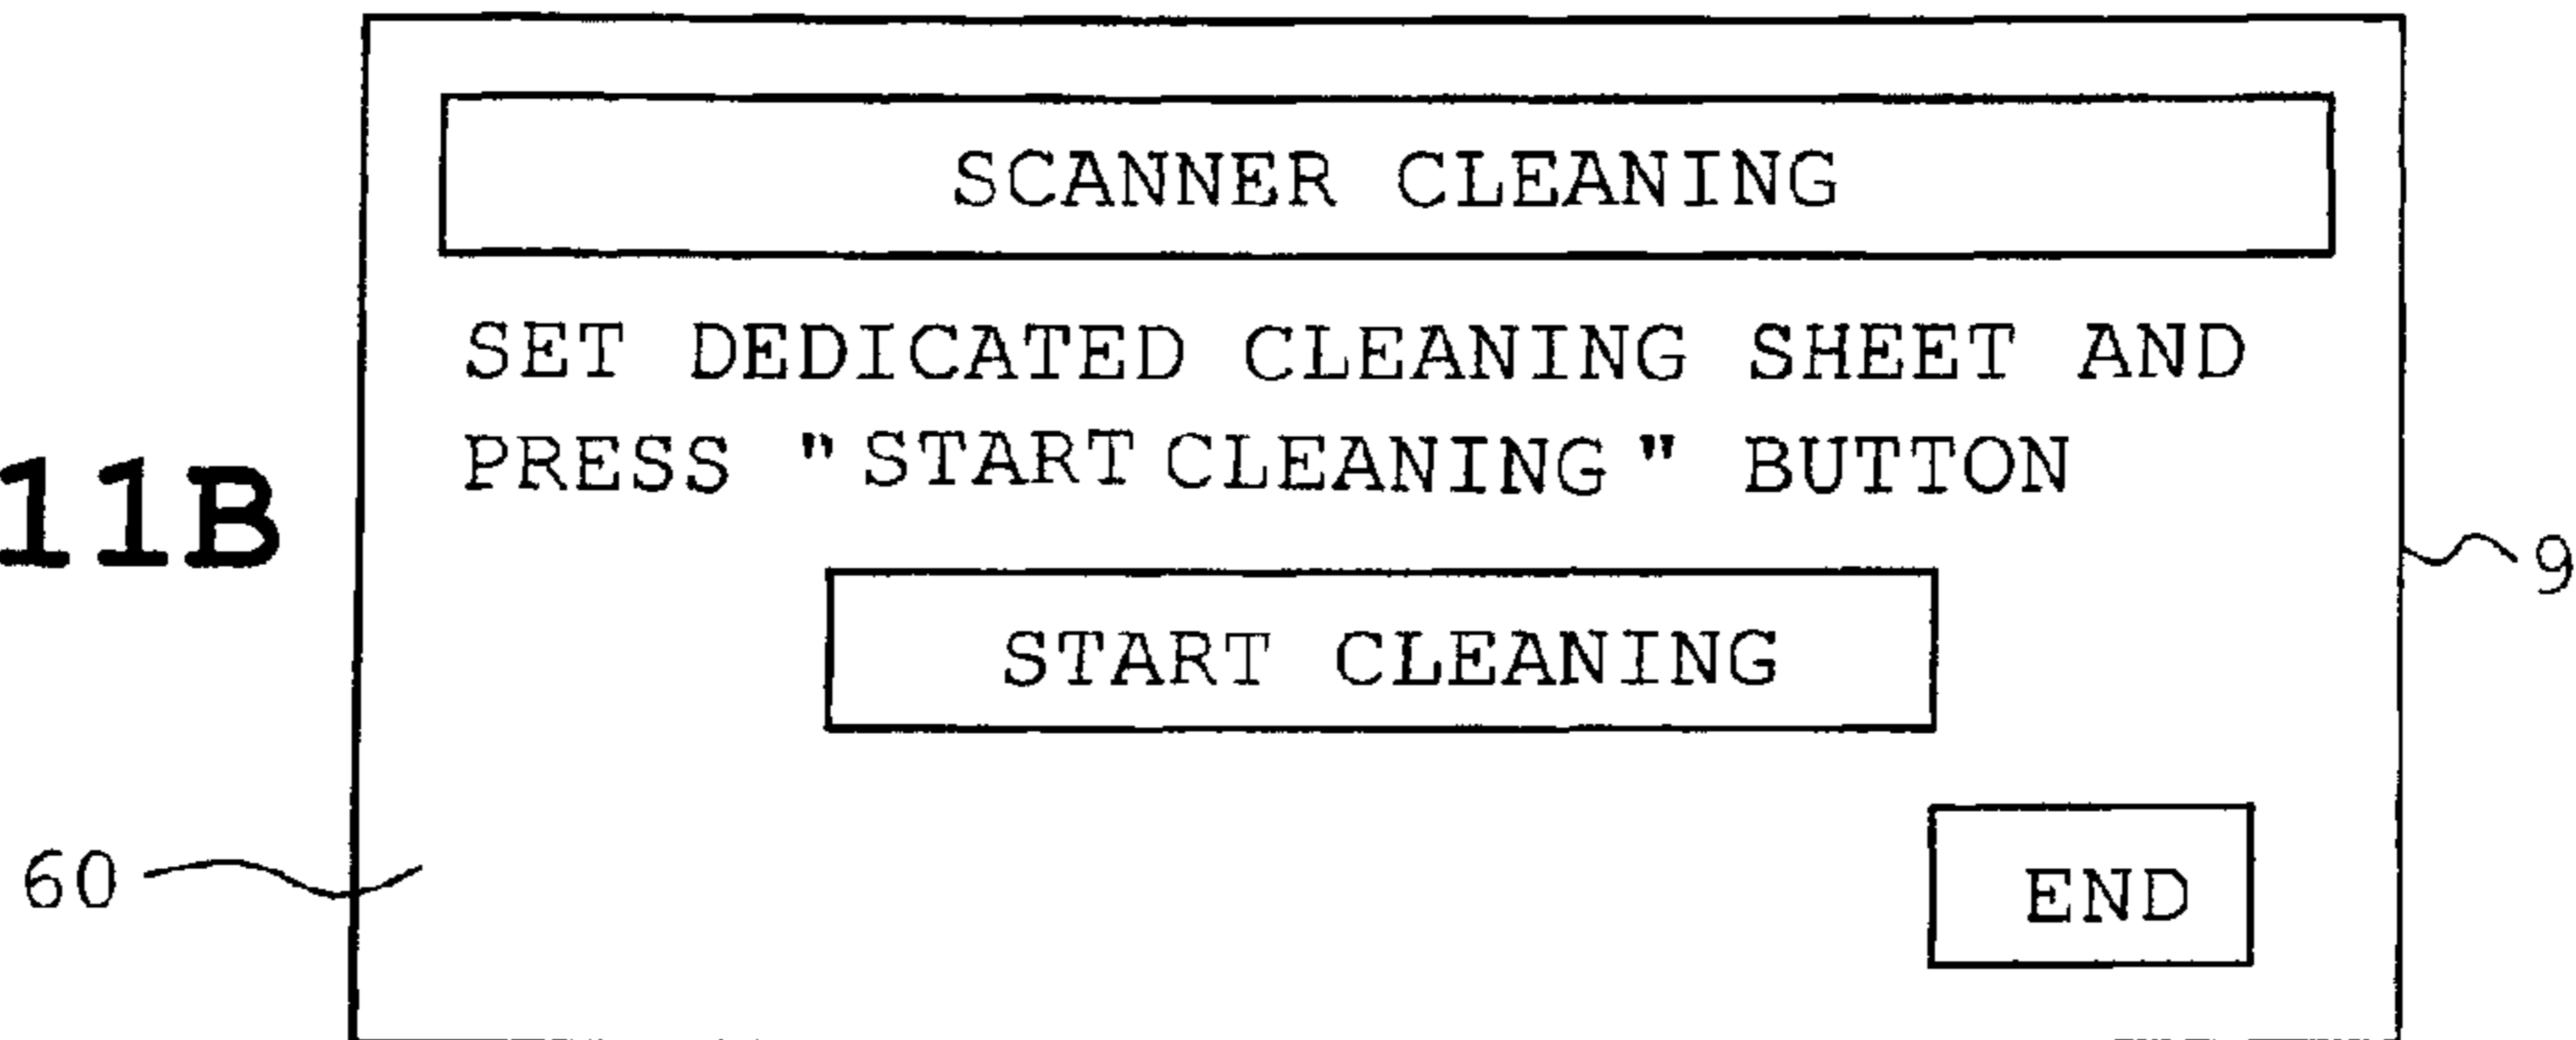 SCANNER CLEANING
SET DEDICATED CLEANING SHEET AND
PRESS "START CLEANING" BUTTON
11B
9
START CLEANING
60
END